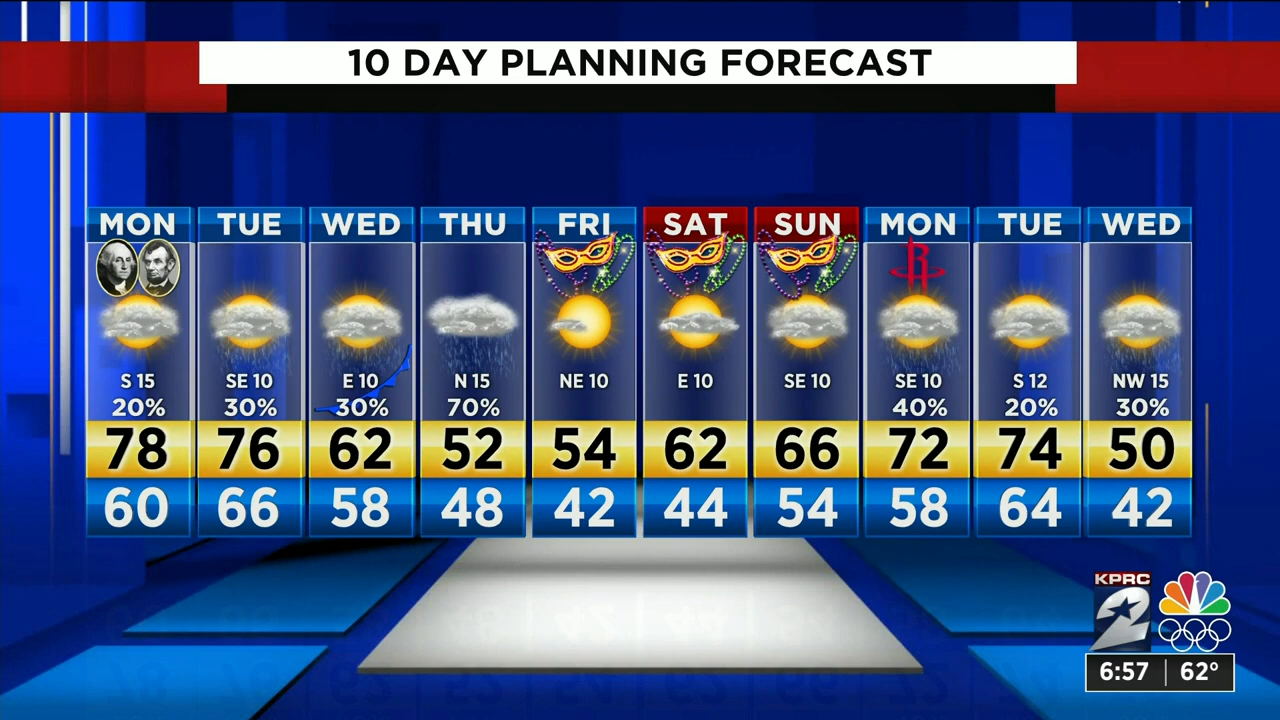 10 DAY PLANNING FORECAST
MON TUE WED THU FRI SAT SUN MON TUE WED
R
S 15 SE 10 E 10 N 15 NE 10 E 10 SE 10 SE 10 S 12 NW 15
20% 30% 30% 70% 40% 20% 30%
78 76 62 52 54 62 66 72 74 50
60 66 58 48 42 44 54 58 64 42
KPRC
2
6:57 62°